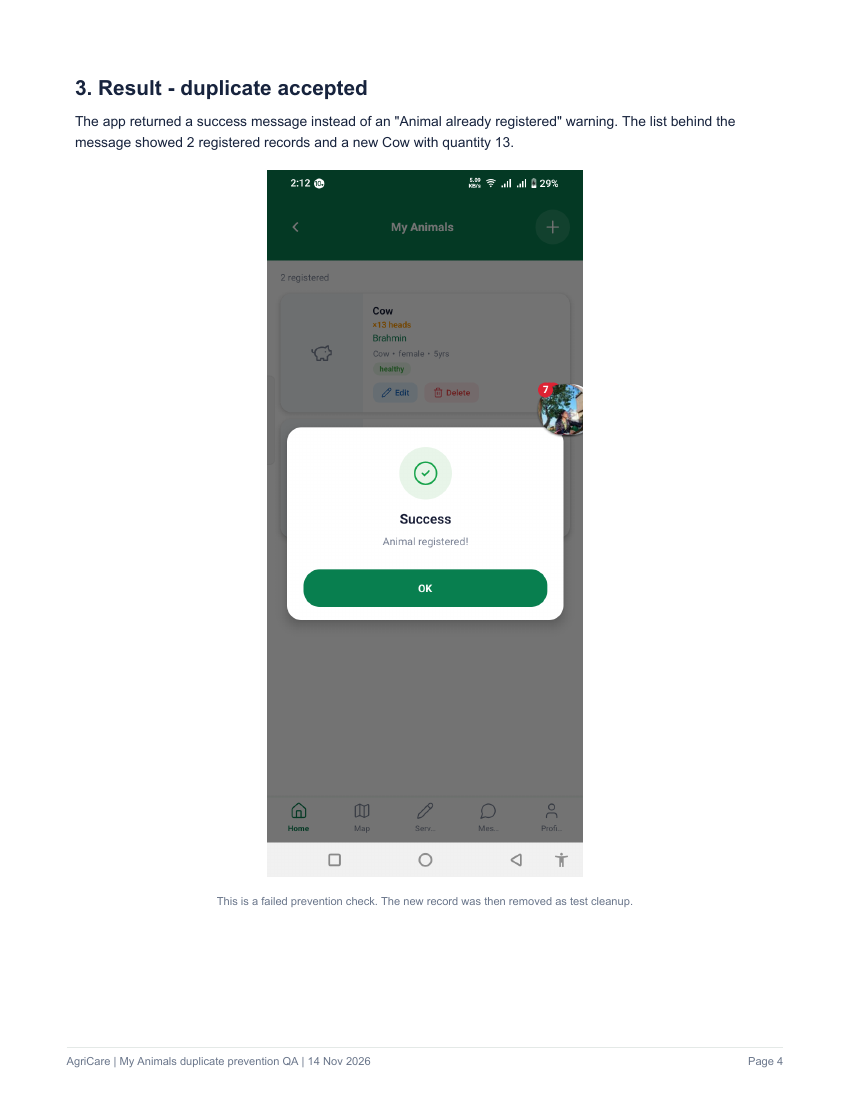 3. Result - duplicate accepted
The app returned a success message instead of an "Animal already registered" warning. The list behind the
message showed 2 registered records and a new Cow with quantity 13.
2:12
5.09
KB/s
29%
My Animals
2 registered
Cow
×13 heads
Brahmin
Cow • female • 5yrs
healthy
Edit
Delete
7
Success
Animal registered!
OK
Home
Map
Serv..
Mes..
Profi..
This is a failed prevention check. The new record was then removed as test cleanup.
AgriCare | My Animals duplicate prevention QA | 14 Nov 2026
Page 4